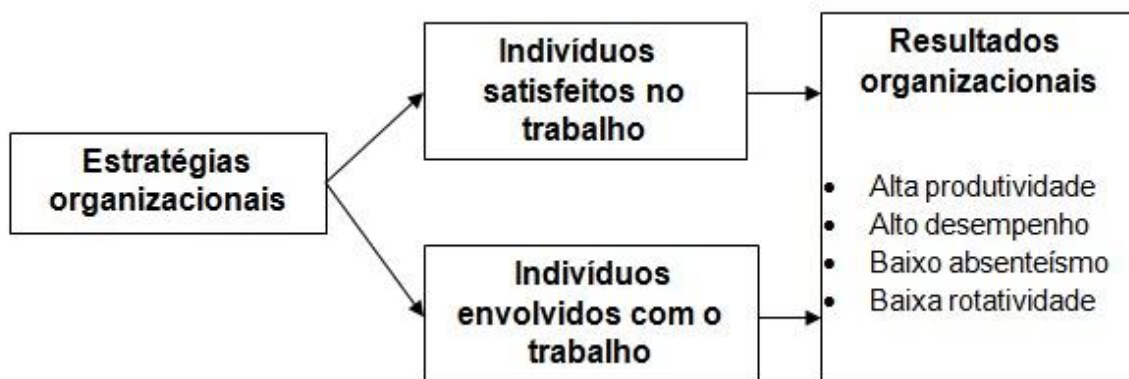 Estratégias
organizacionais
Indivíduos
satisfeitos no
trabalho
Indivíduos
envolvidos com o
trabalho
Resultados
organizacionais
• Alta produtividade
• Alto desempenho
• Baixo absenteísmo
• Baixa rotatividade